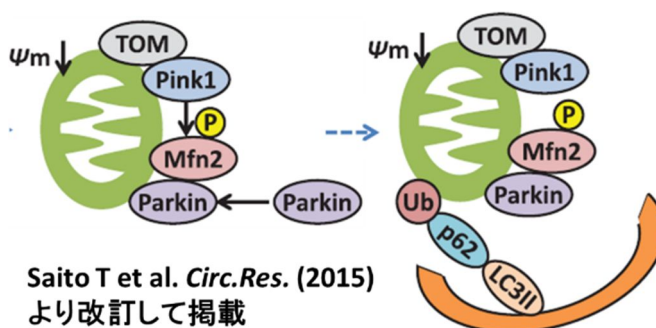 TOM
Ψm
Pink1
P
Mfn2
Parkin
Parkin
TOM
Ψm
Pink1
P
Mfn2
Parkin
Ub
p62
LC3II
Saito T et al. Circ.Res. (2015)
より改訂して掲載